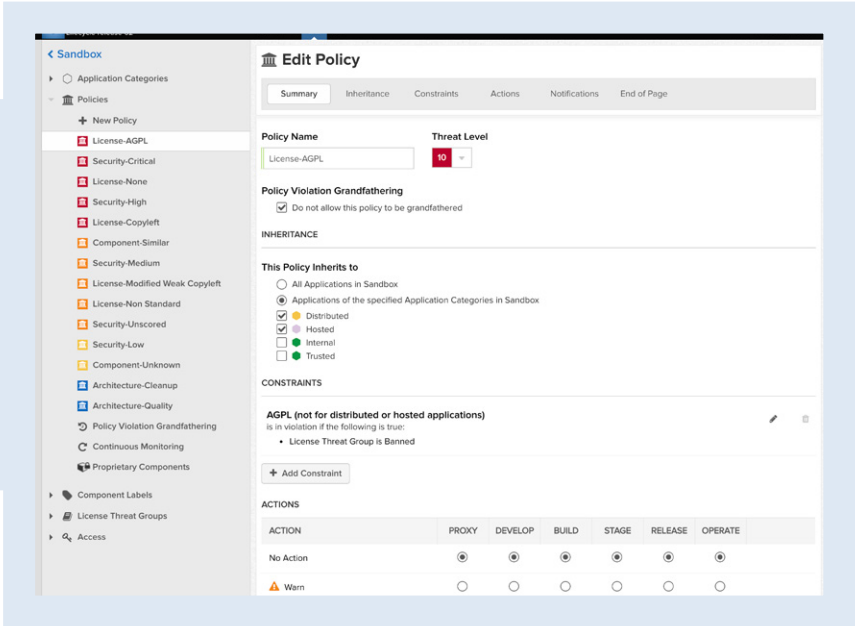 Sandbox
Application Categories
Policies
New Policy
License-AGPL
Security-Critical
License-None
Security-High
License-Copyleft
Component-Similar
Security-Medium
License-Modified Weak Copyleft
License-Non Standard
Security-Unscored
Security-Low
Component-Unknown
Architecture-Cleanup
Architecture-Quality
Policy Violation Grandfathering
Continuous Monitoring
Proprietary Components
Component Labels
License Threat Groups
Access
Edit Policy
Summary Inheritance Constraints Actions Notifications End of Page
Policy Name Threat Level
License-AGPL 10
Policy Violation Grandfathering
Do not allow this policy to be grandfathered
INHERITANCE
This Policy Inherits to
All Applications in Sandbox
Applications of the specified Application Categories in Sandbox
Distributed
Hosted
Internal
Trusted
CONSTRAINTS
AGPL (not for distributed or hosted applications)
is in violation if the following is true:
• License Threat Group is Banned
+ Add Constraint
ACTIONS
ACTION PROXY DEVELOP BUILD STAGE RELEASE OPERATE
No Action
Warn